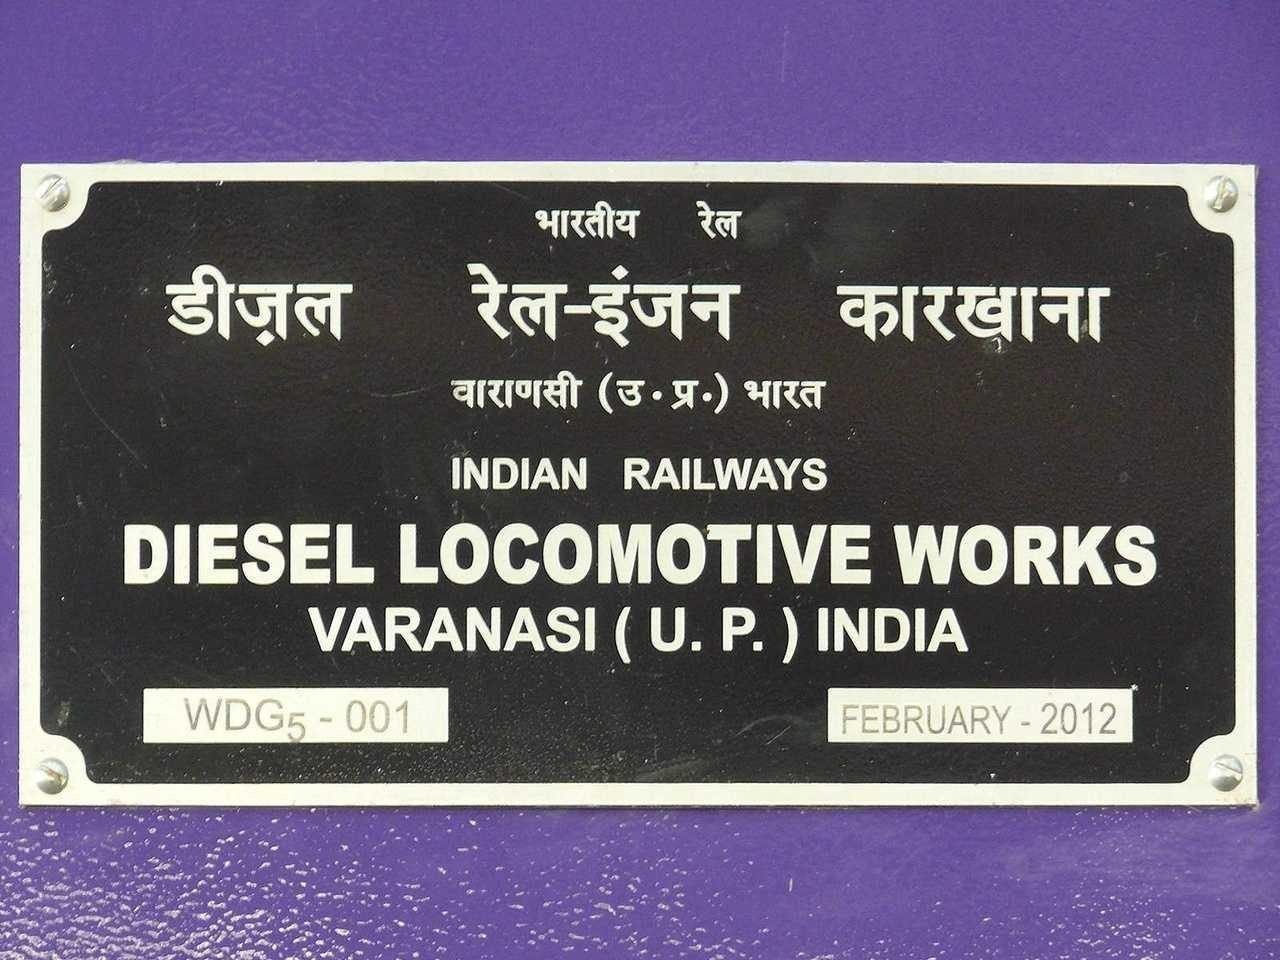 भारतीय रेल
डीज़ल रेल-इंजन कारखाना
वाराणसी (उ.प्र.) भारत
INDIAN RAILWAYS
DIESEL LOCOMOTIVE WORKS
VARANASI ( U. P. ) INDIA
WDG5 - 001
FEBRUARY - 2012